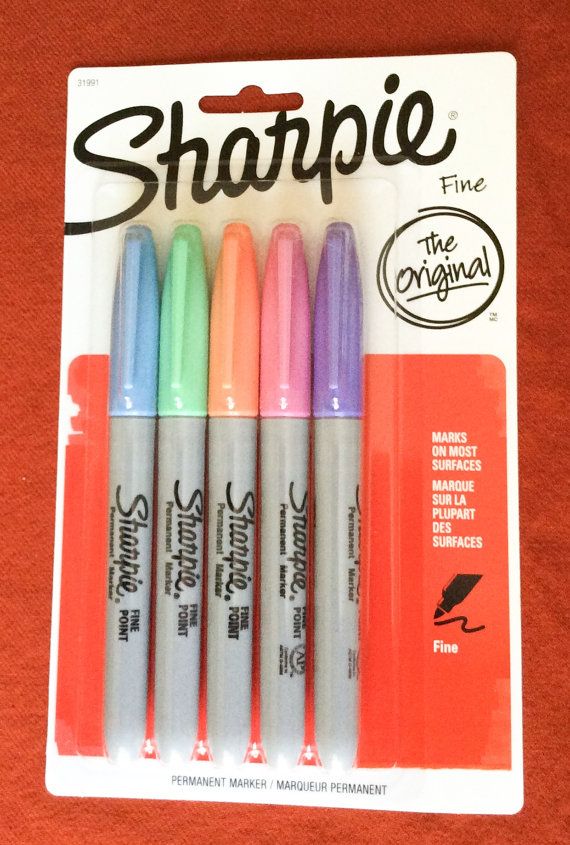 31991
Sharpie®
Fine
The
Original
TM
MC
MARKS
ON MOST
SURFACES
MARQUE
SUR LA
PLUPART
DES
SURFACES
Fine
Sharpie®
Permanent Marker
FINE
POINT
Sharpie®
Permanent Marker
FINE
POINT
Sharpie®
Permanent Marker
FINE
POINT
Sharpie®
Permanent Marker
FINE
POINT
AP
Sharpie
Permanent Marker
PERMANENT MARKER / MARQUEUR PERMANENT